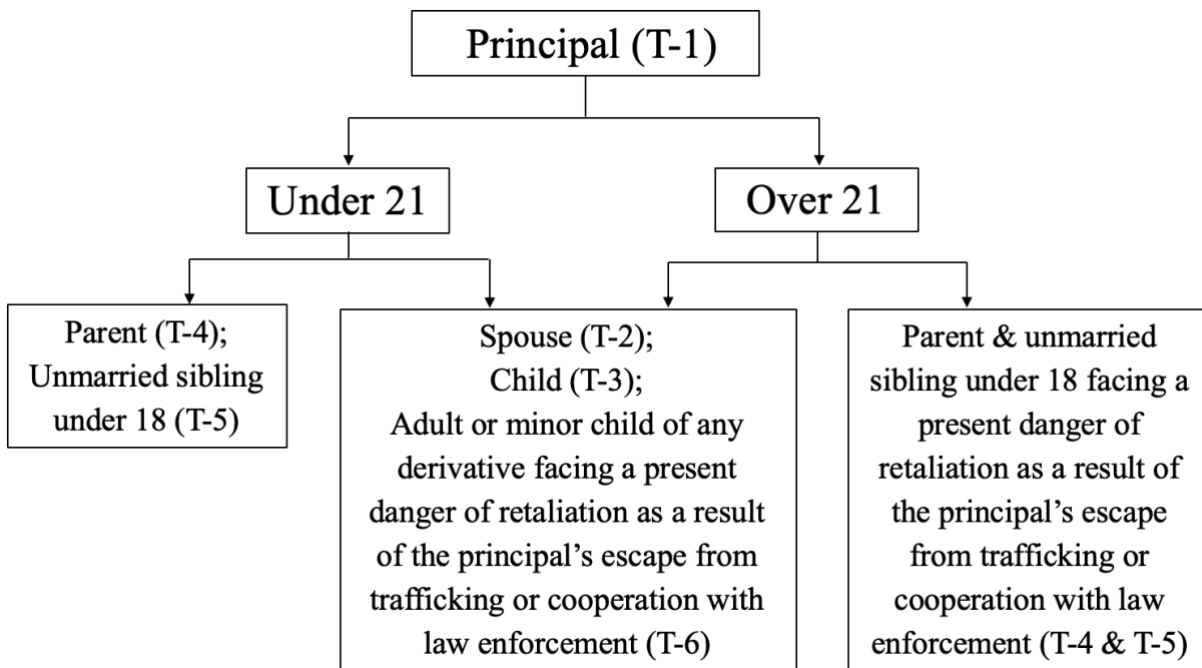 Principal (T-1)
Under 21
Over 21
Parent (T-4);
Unmarried sibling
under 18 (T-5)
Spouse (T-2);
Child (T-3);
Adult or minor child of any
derivative facing a present
danger of retaliation as a result
of the principal’s escape from
trafficking or cooperation with
law enforcement (T-6)
Parent & unmarried
sibling under 18 facing a
present danger of
retaliation as a result of
the principal’s escape
from trafficking or
cooperation with law
enforcement (T-4 & T-5)